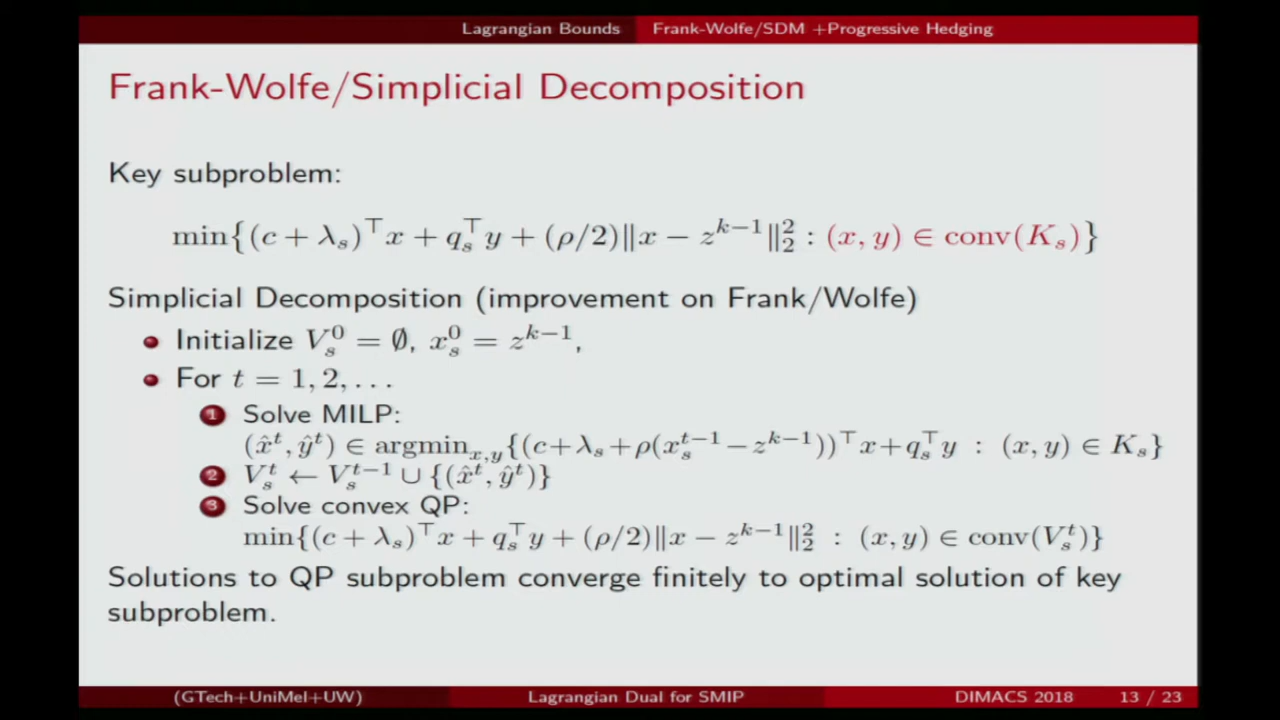 Lagrangian Bounds Frank-Wolfe/SDM +Progressive Hedging
Frank-Wolfe/Simplicial Decomposition
Key subproblem:
min{(c + λ_s)^⊤ x + q_s^⊤ y + (ρ/2)‖x − z^{k−1}‖_2^2 : (x, y) ∈ conv(K_s)}
Simplicial Decomposition (improvement on Frank/Wolfe)
Initialize V_s^0 = ∅, x_s^0 = z^{k−1},
For t = 1, 2, . . .
1 Solve MILP:
(x̂^t, ŷ^t) ∈ argmin_{x,y}{(c+λ_s+ρ(x_s^{t−1}−z^{k−1}))^⊤ x+q_s^⊤ y : (x, y) ∈ K_s}
2 V_s^t ← V_s^{t−1} ∪ {(x̂^t, ŷ^t)}
3 Solve convex QP:
min{(c + λ_s)^⊤ x + q_s^⊤ y + (ρ/2)‖x − z^{k−1}‖_2^2 : (x, y) ∈ conv(V_s^t)}
Solutions to QP subproblem converge finitely to optimal solution of key
subproblem.
(GTech+UniMel+UW) Lagrangian Dual for SMIP DIMACS 2018 13 / 23